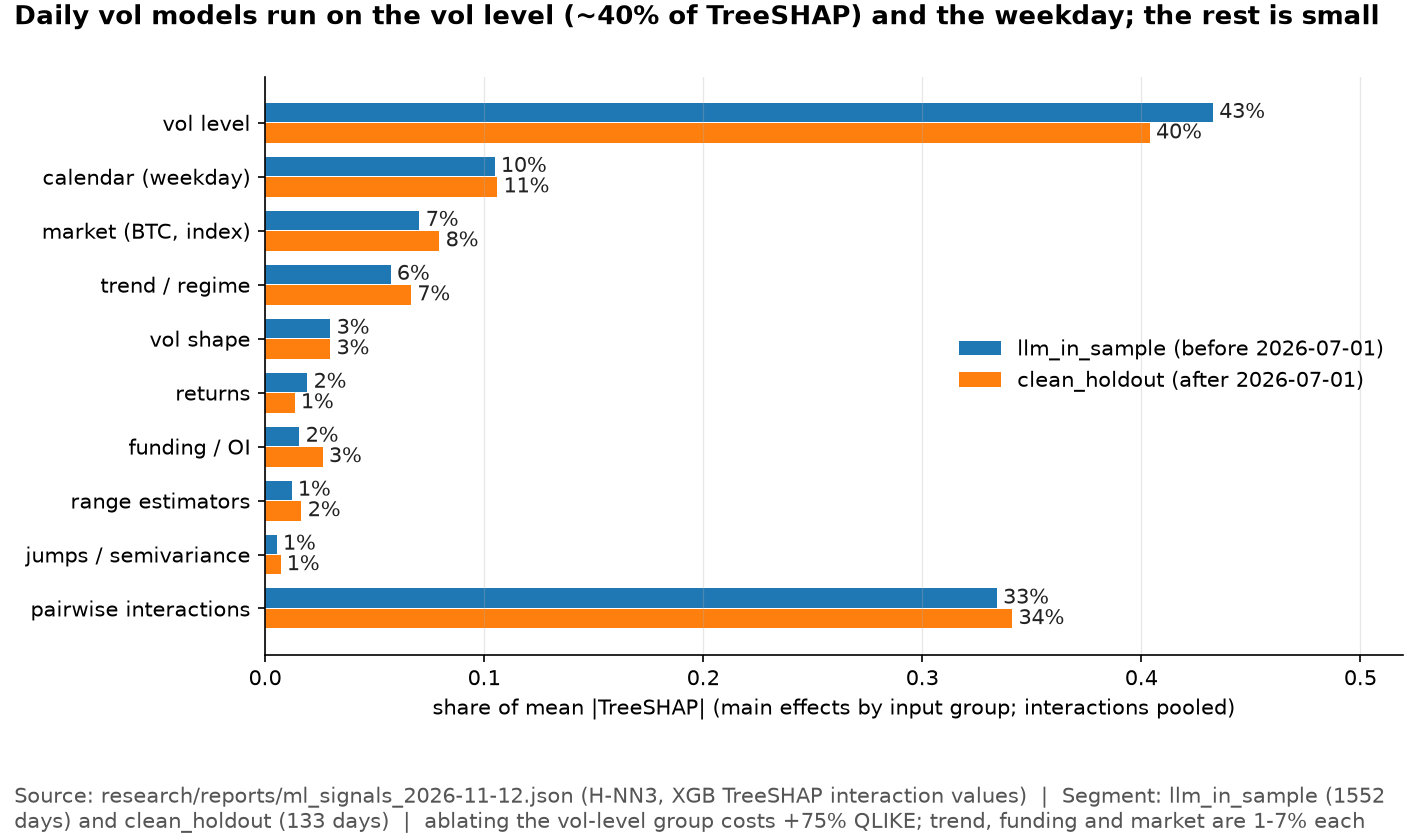 Daily vol models run on the vol level (~40% of TreeSHAP) and the weekday; the rest is small
vol level
43%
40%
calendar (weekday)
10%
11%
market (BTC, index)
7%
8%
trend / regime
6%
7%
vol shape
3%
3%
returns
2%
1%
funding / OI
2%
3%
range estimators
1%
2%
jumps / semivariance
1%
1%
pairwise interactions
33%
34%
llm_in_sample (before 2026-07-01)
clean_holdout (after 2026-07-01)
0.0 0.1 0.2 0.3 0.4 0.5
share of mean |TreeSHAP| (main effects by input group; interactions pooled)
Source: research/reports/ml_signals_2026-11-12.json (H-NN3, XGB TreeSHAP interaction values)  |  Segment: llm_in_sample (1552
days) and clean_holdout (133 days)  |  ablating the vol-level group costs +75% QLIKE; trend, funding and market are 1-7% each